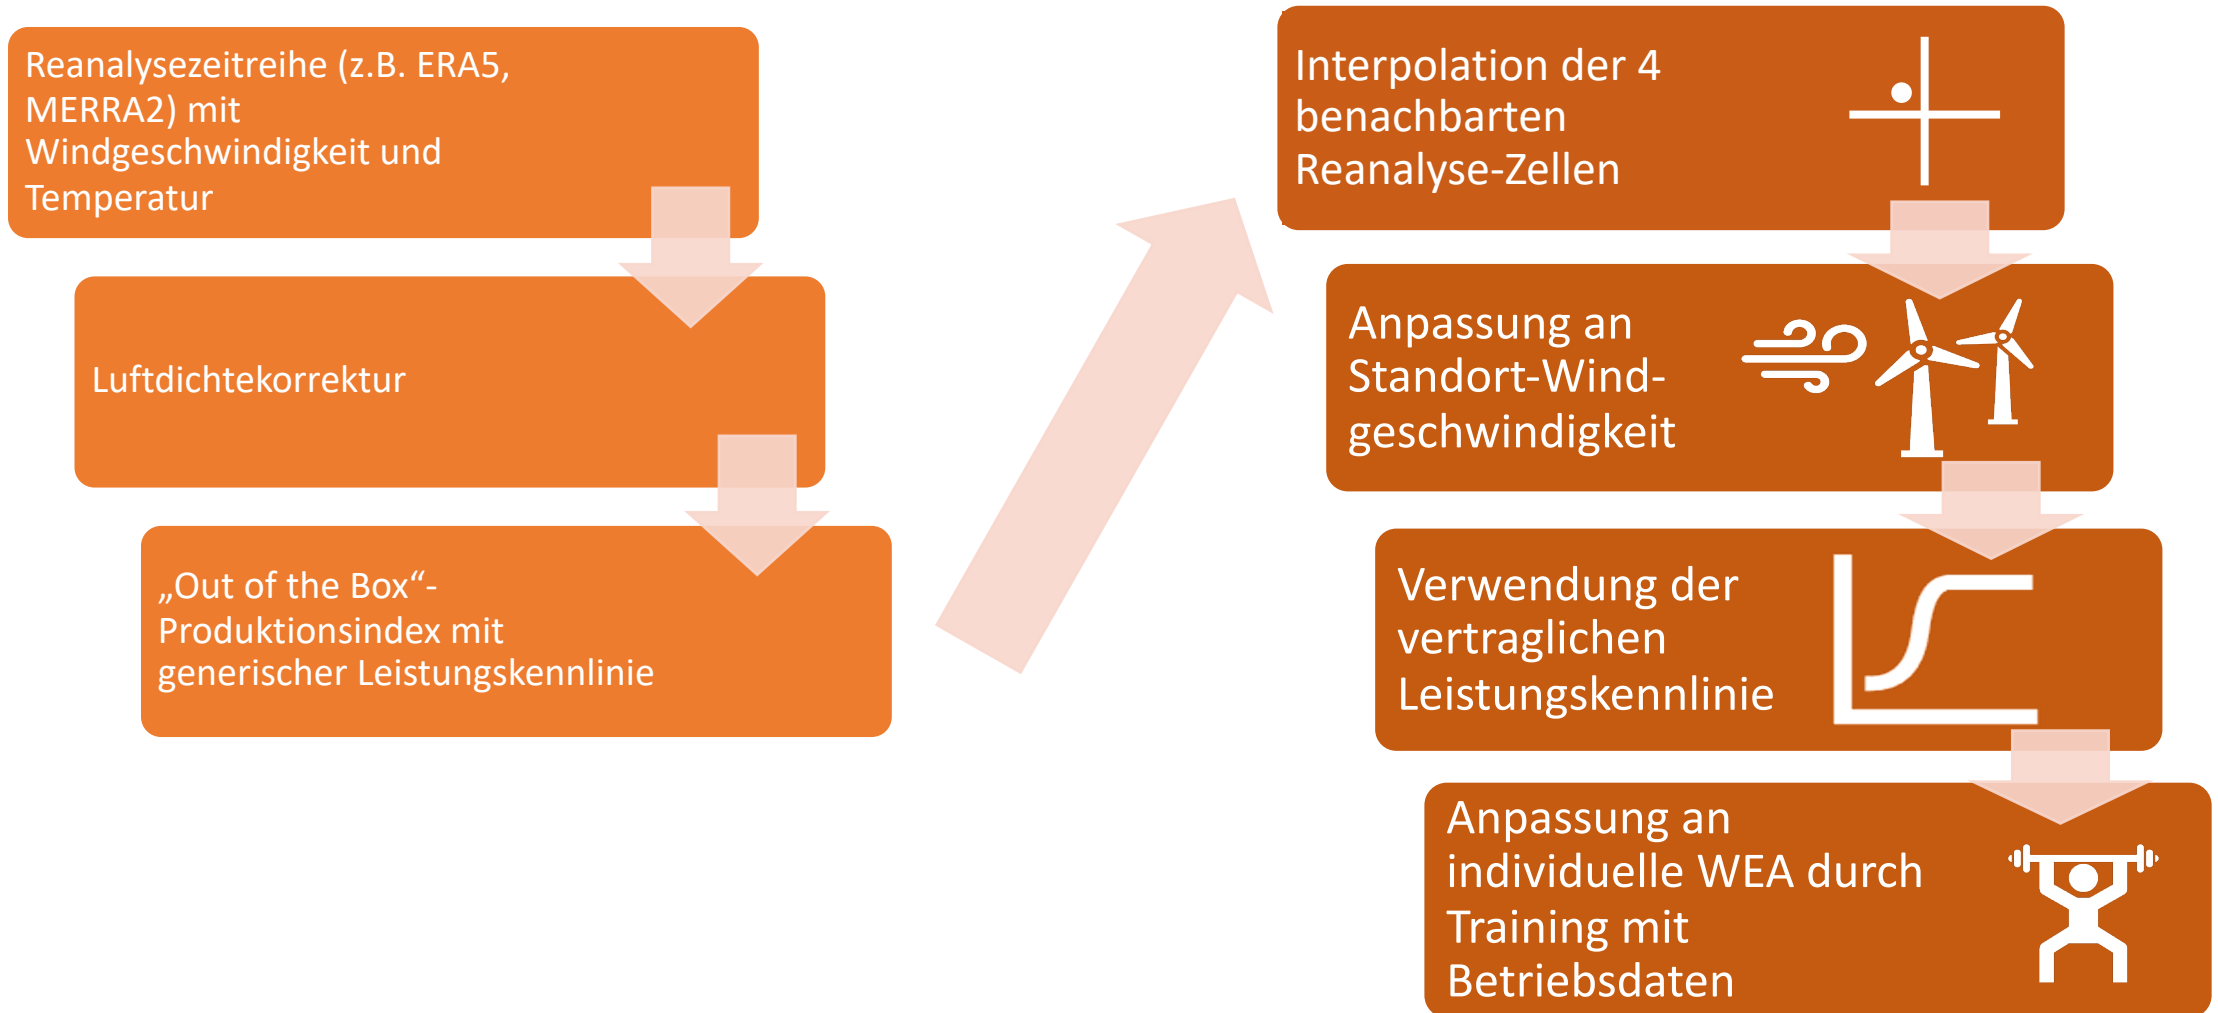 Reanalysezeitreihe (z.B. ERA5,
MERRA2) mit
Windgeschwindigkeit und
Temperatur
Luftdichtekorrektur
„Out of the Box“-
Produktionsindex mit
generischer Leistungskennlinie
Interpolation der 4
benachbarten
Reanalyse-Zellen
Anpassung an
Standort-Wind-
geschwindigkeit
Verwendung der
vertraglichen
Leistungskennlinie
Anpassung an
individuelle WEA durch
Training mit
Betriebsdaten